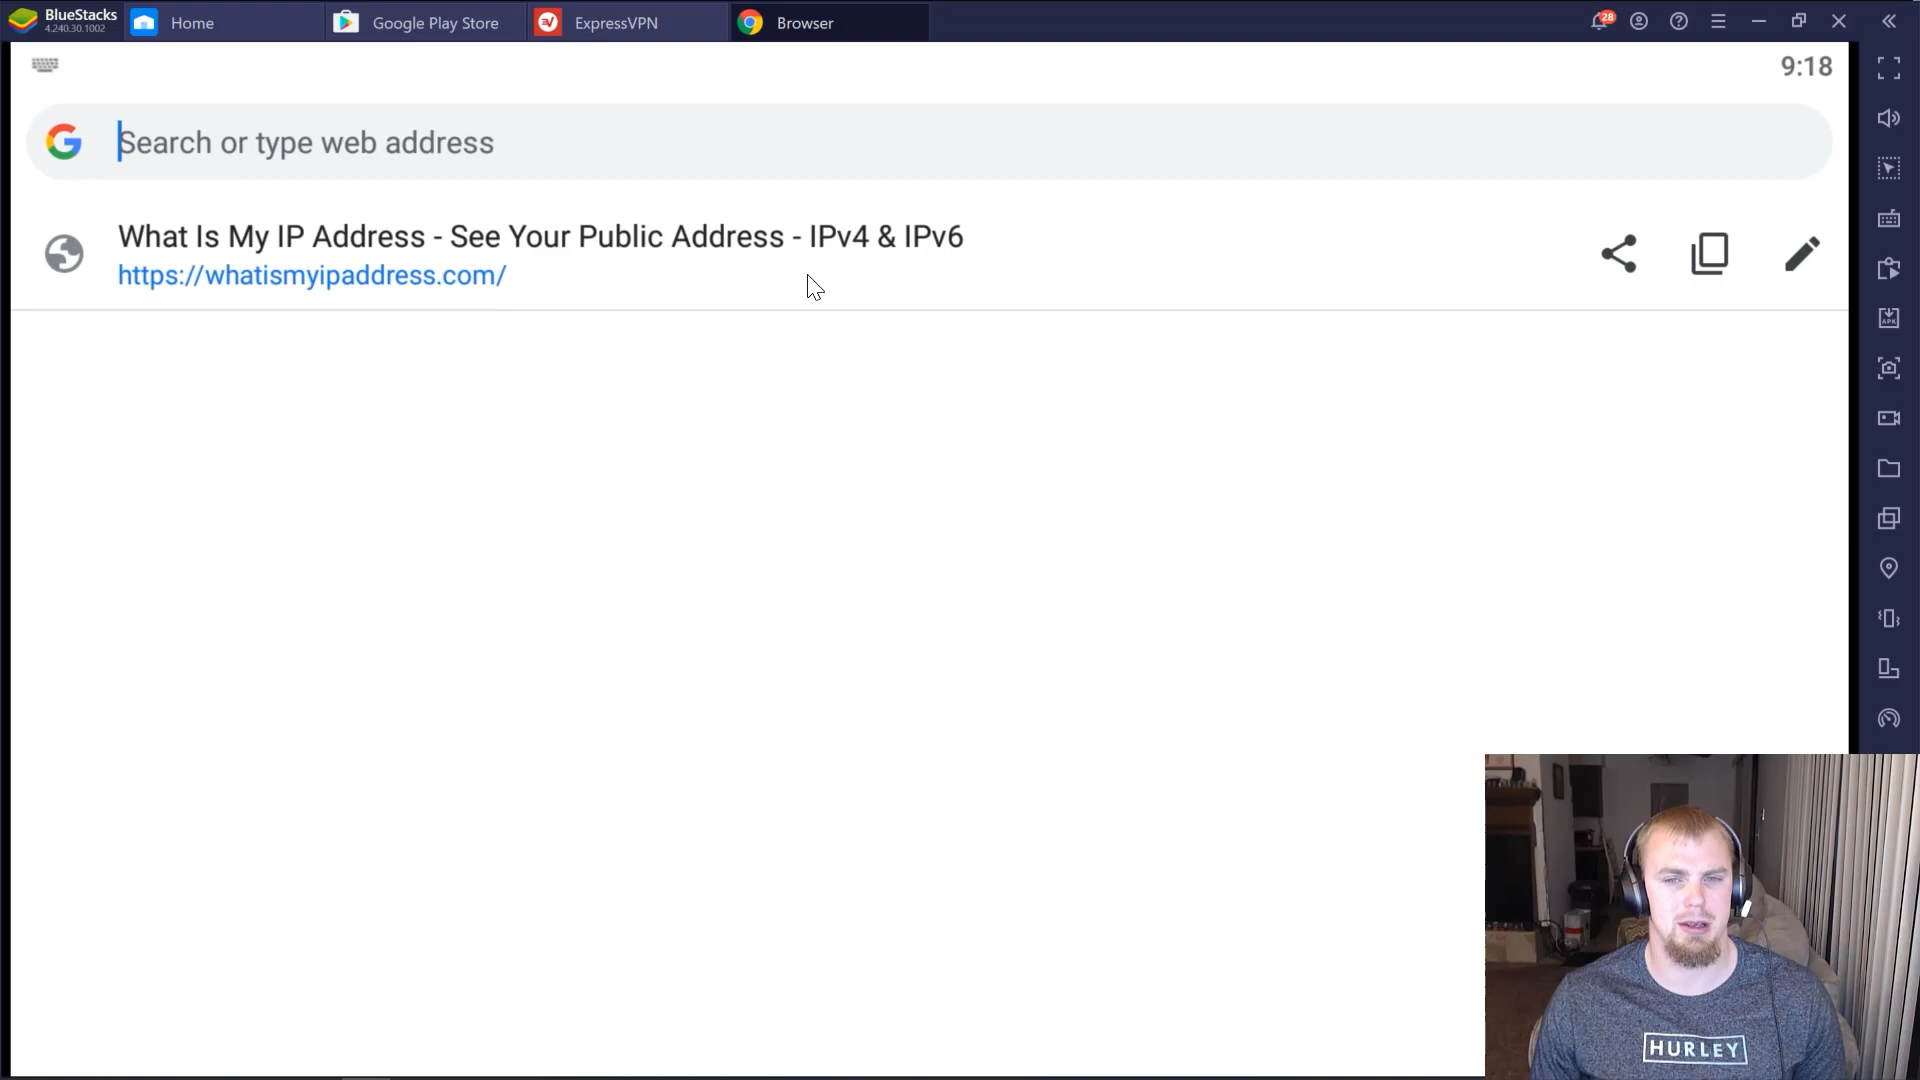 BlueStacks
4.240.30.1002
Home
Google Play Store
ExpressVPN
Browser
28
9:18
Search or type web address
What Is My IP Address - See Your Public Address - IPv4 & IPv6
https://whatismyipaddress.com/
APK
HURLEY